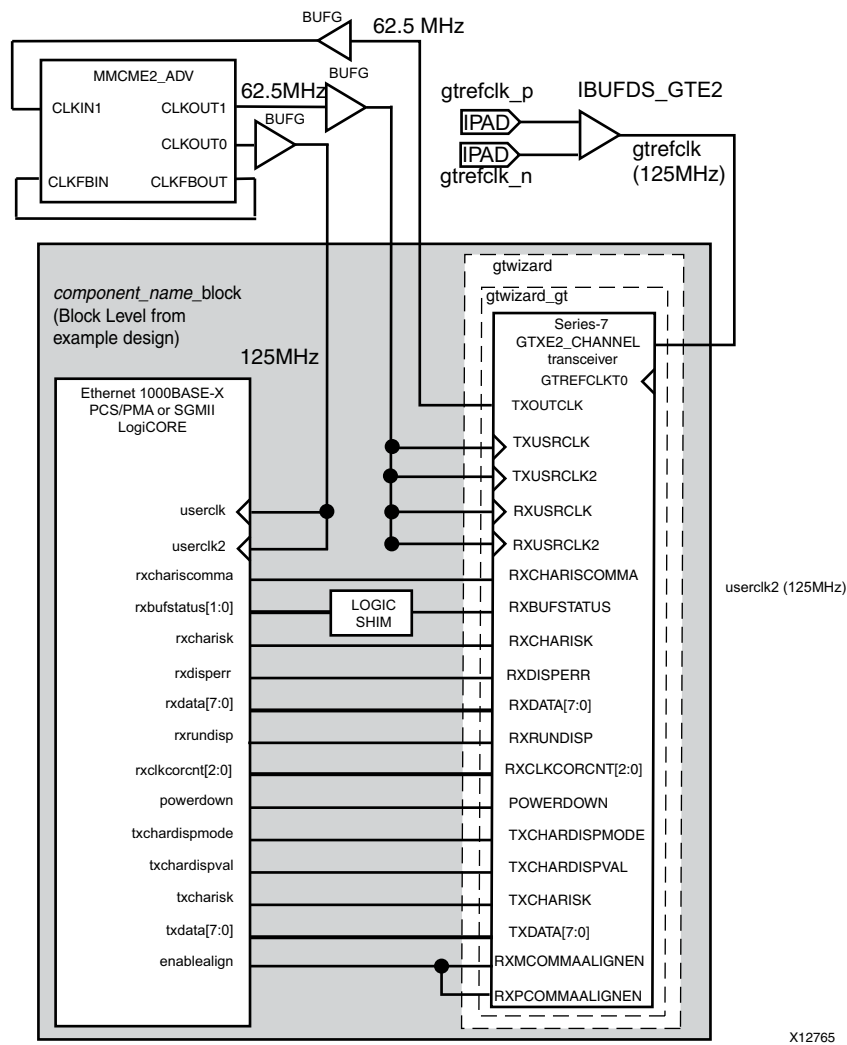 BUFG
62.5 MHz
MMCME2_ADV
CLKIN1
CLKOUT1
62.5MHz
BUFG
CLKOUT0
BUFG
CLKFBIN
CLKFBOUT
gtrefclk_p
IBUFDS_GTE2
IPAD
IPAD
gtrefclk_n
gtrefclk
(125MHz)
component_name_block
(Block Level from
example design)
125MHz
gtwizard
gtwizard_gt
Series-7
GTXE2_CHANNEL
transceiver
GTREFCLKT0
TXOUTCLK
TXUSRCLK
TXUSRCLK2
RXUSRCLK
RXUSRCLK2
Ethernet 1000BASE-X
PCS/PMA or SGMII
LogiCORE
userclk
userclk2
rxchariscomma
RXCHARISCOMMA
userclk2 (125MHz)
rxbufstatus[1:0]
LOGIC
SHIM
RXBUFSTATUS
rxcharisk
RXCHARISK
rxdisperr
RXDISPERR
rxdata[7:0]
RXDATA[7:0]
rxrundisp
RXRUNDISP
rxclkcorcnt[2:0]
RXCLKCORCNT[2:0]
powerdown
POWERDOWN
txchardispmode
TXCHARDISPMODE
txchardispval
TXCHARDISPVAL
txcharisk
TXCHARISK
txdata[7:0]
TXDATA[7:0]
enablealign
RXMCOMMAALIGNEN
RXPCOMMAALIGNEN
X12765